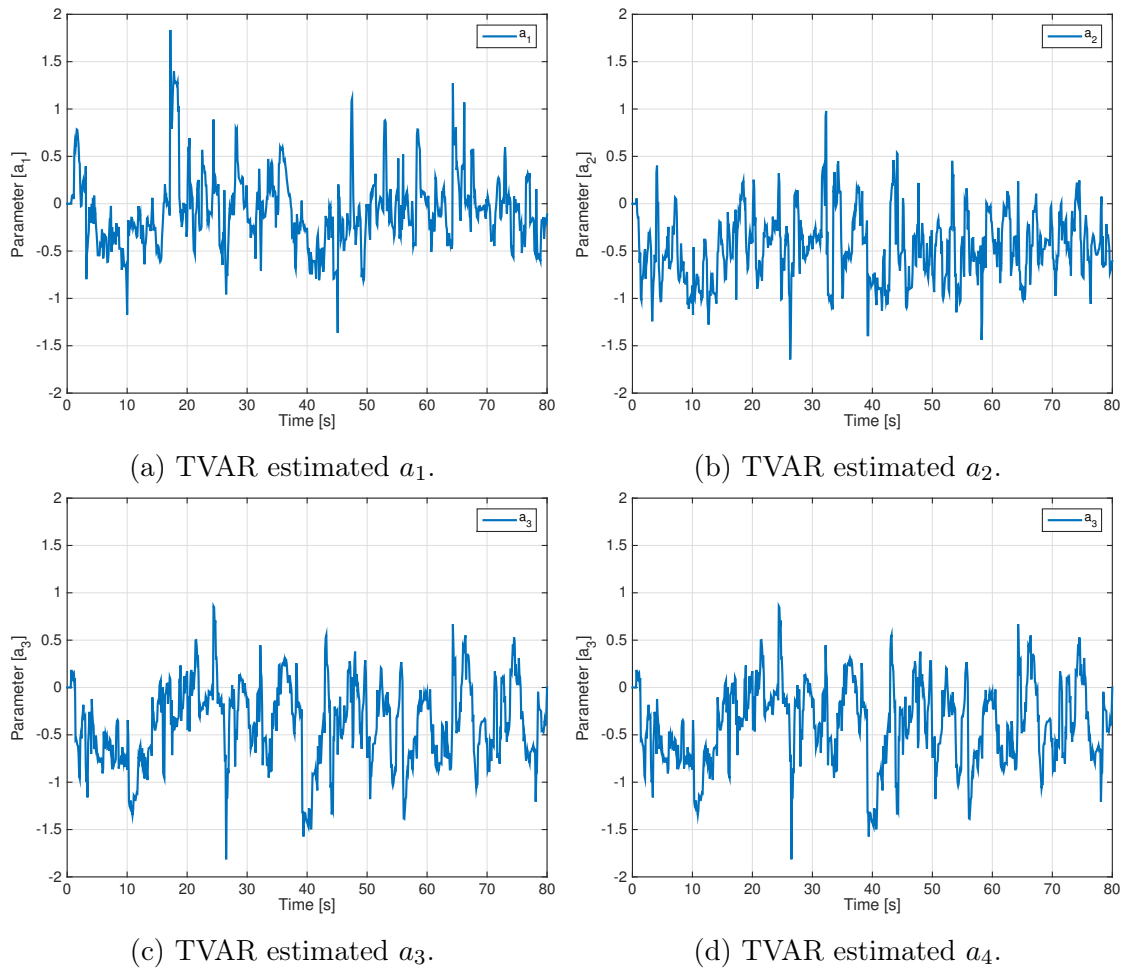 2
1.5
1
0.5
0
-0.5
-1
-1.5
-2
Parameter [a₁]
a₁
0 10 20 30 40 50 60 70 80
Time [s]
(a) TVAR estimated a₁.
2
1.5
1
0.5
0
-0.5
-1
-1.5
-2
Parameter [a₂]
a₂
0 10 20 30 40 50 60 70 80
Time [s]
(b) TVAR estimated a₂.
2
1.5
1
0.5
0
-0.5
-1
-1.5
-2
Parameter [a₃]
a₃
0 10 20 30 40 50 60 70 80
Time [s]
(c) TVAR estimated a₃.
2
1.5
1
0.5
0
-0.5
-1
-1.5
-2
Parameter [a₃]
a₃
0 10 20 30 40 50 60 70 80
Time [s]
(d) TVAR estimated a₄.